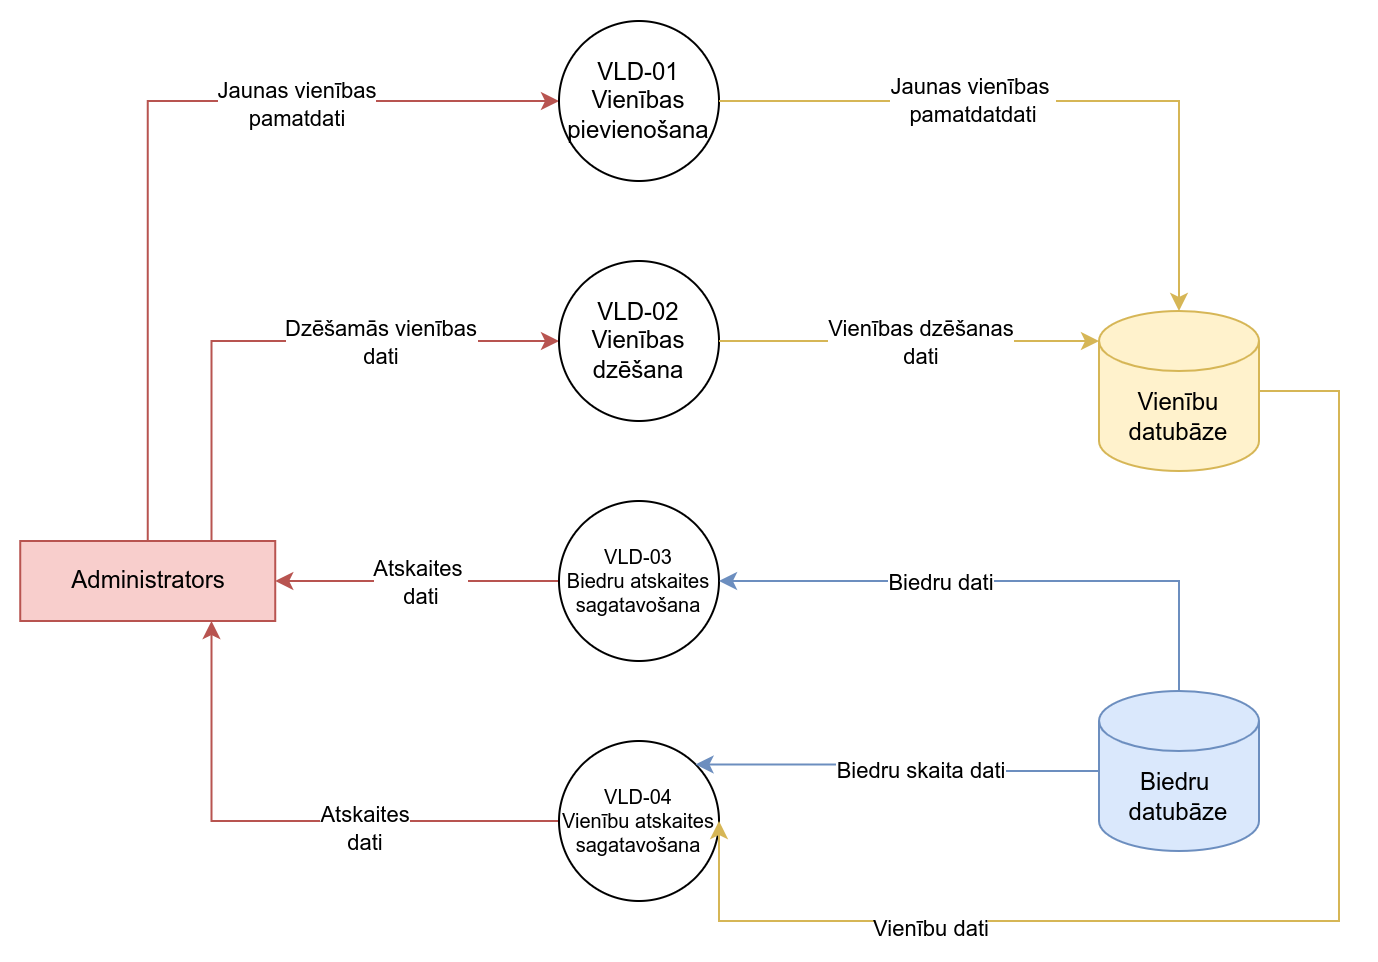 Jaunas vienības
pamatdati
VLD-01
Vienības
pievienošana
Jaunas vienības
pamatdatdati
Dzēšamās vienības
dati
VLD-02
Vienības
dzēšana
Vienības dzēšanas
dati
Vienību
datubāze
Administrators
Atskaites
dati
VLD-03
Biedru atskaites
sagatavošana
Biedru dati
Atskaites
dati
VLD-04
Vienību atskaites
sagatavošana
Biedru skaita dati
Biedru
datubāze
Vienību dati